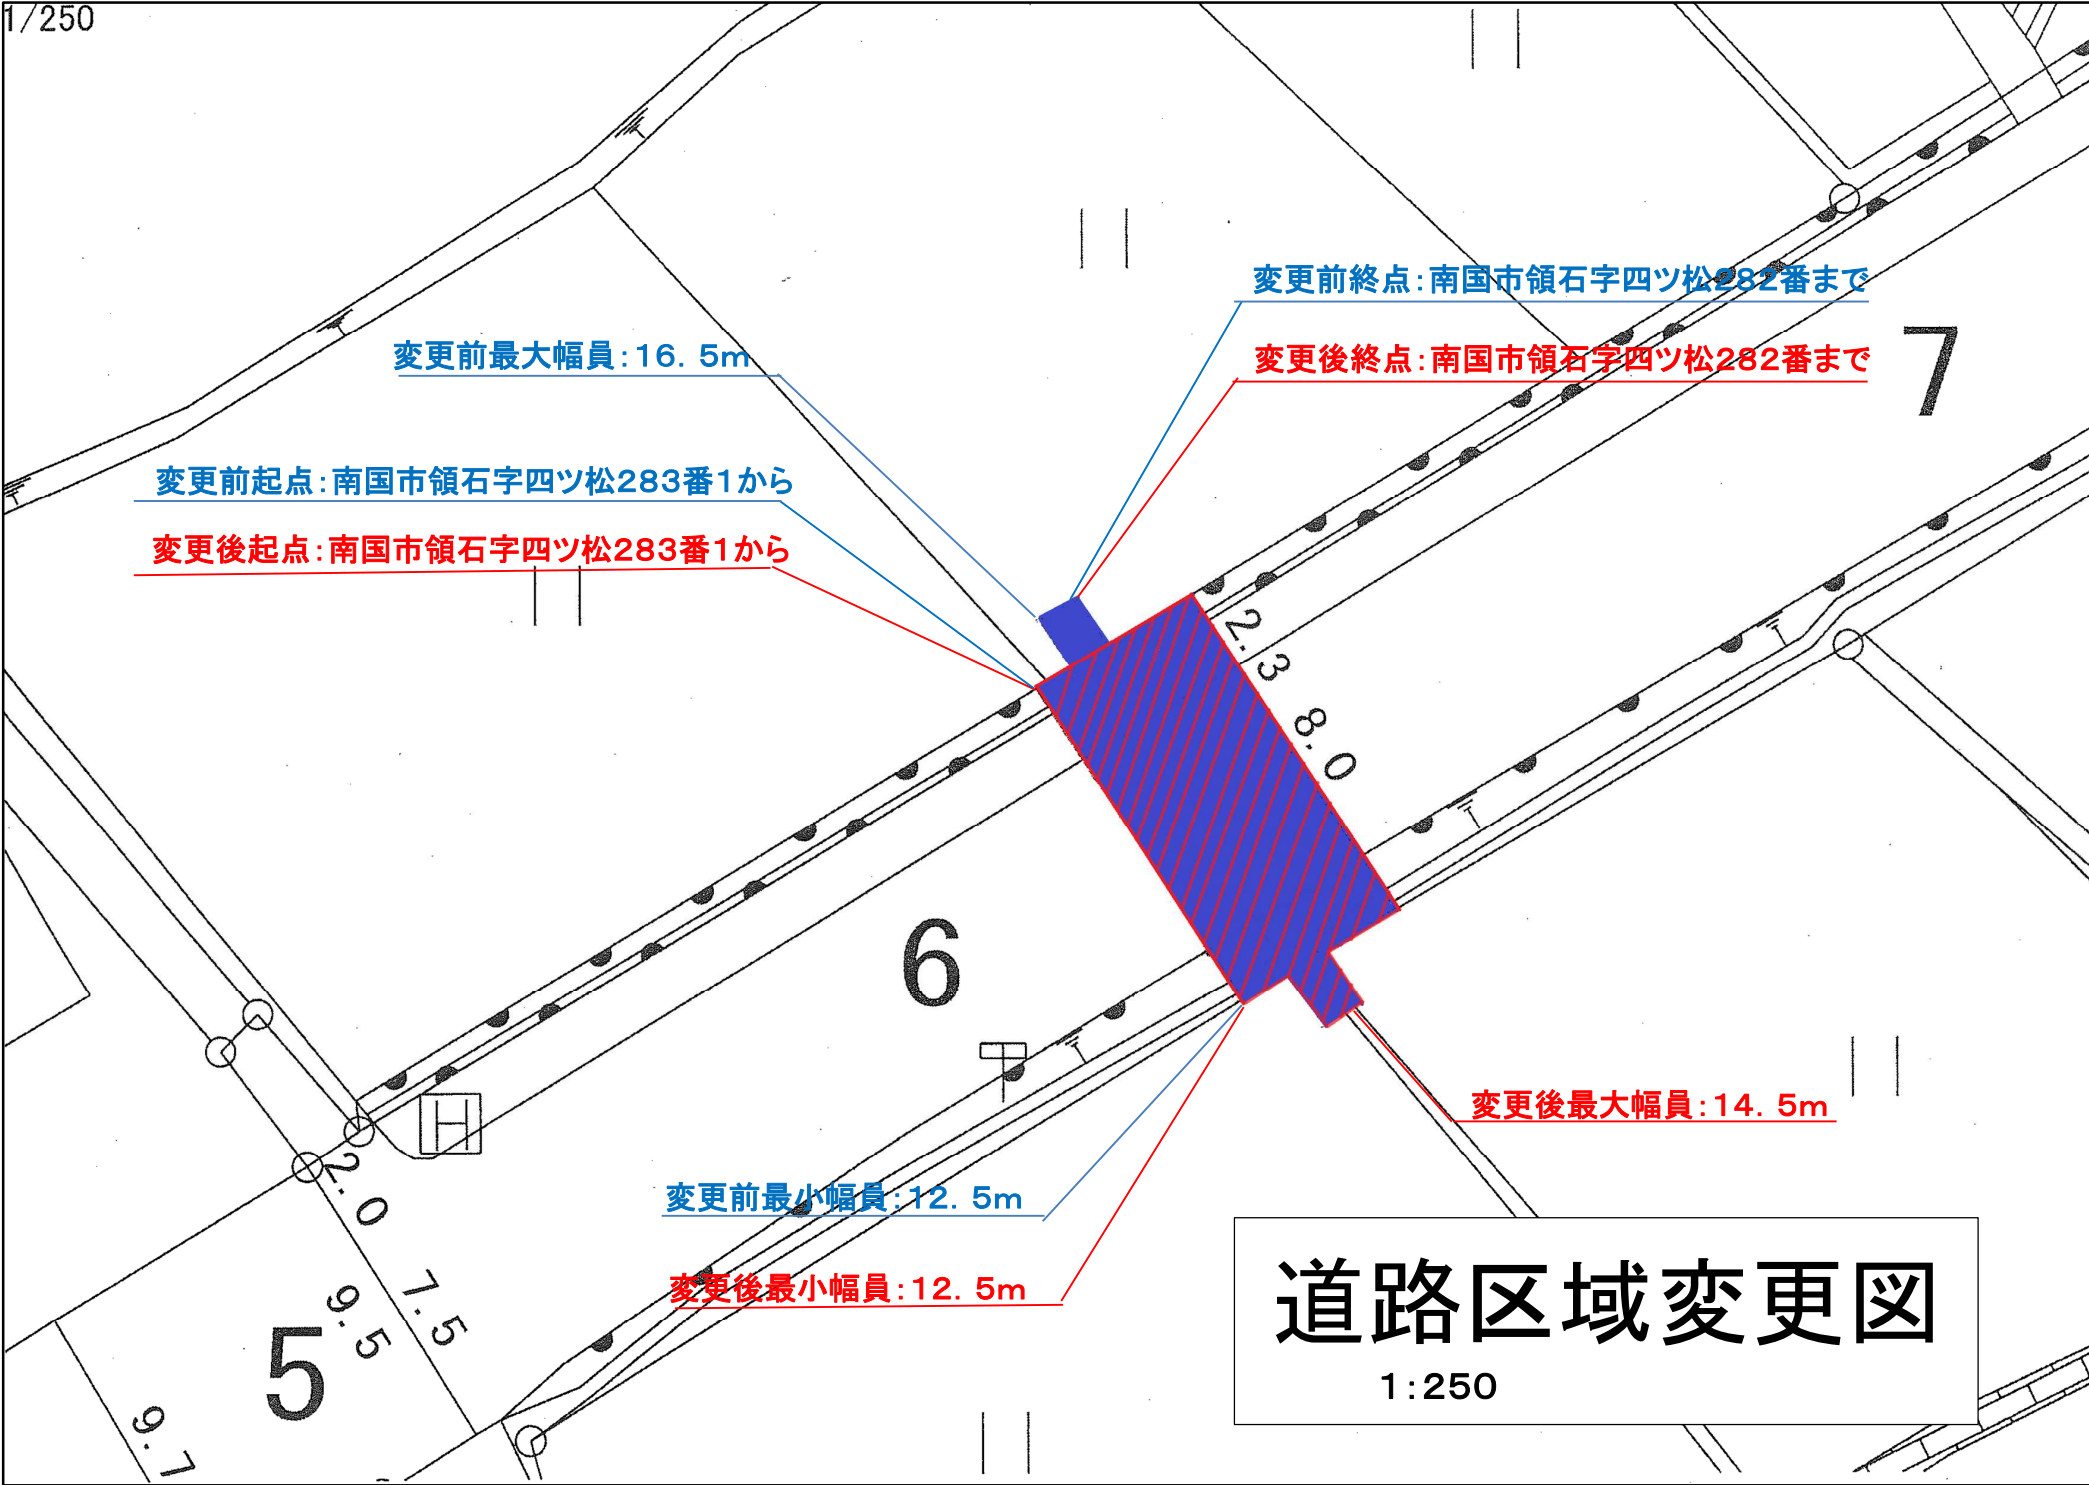 1/250
変更前終点:南国市領石字四ツ松282番まで
変更前最大幅員:16.5m
変更後終点:南国市領石字四ツ松282番まで
7
変更前起点:南国市領石字四ツ松283番1から
変更後起点:南国市領石字四ツ松283番1から
2.3
8.0
6
H
変更後最大幅員:14.5m
2.0
変更前最小幅員:12.5m
変更後最小幅員:12.5m
7.5
9.5
5
9.7
道路区域変更図
1:250